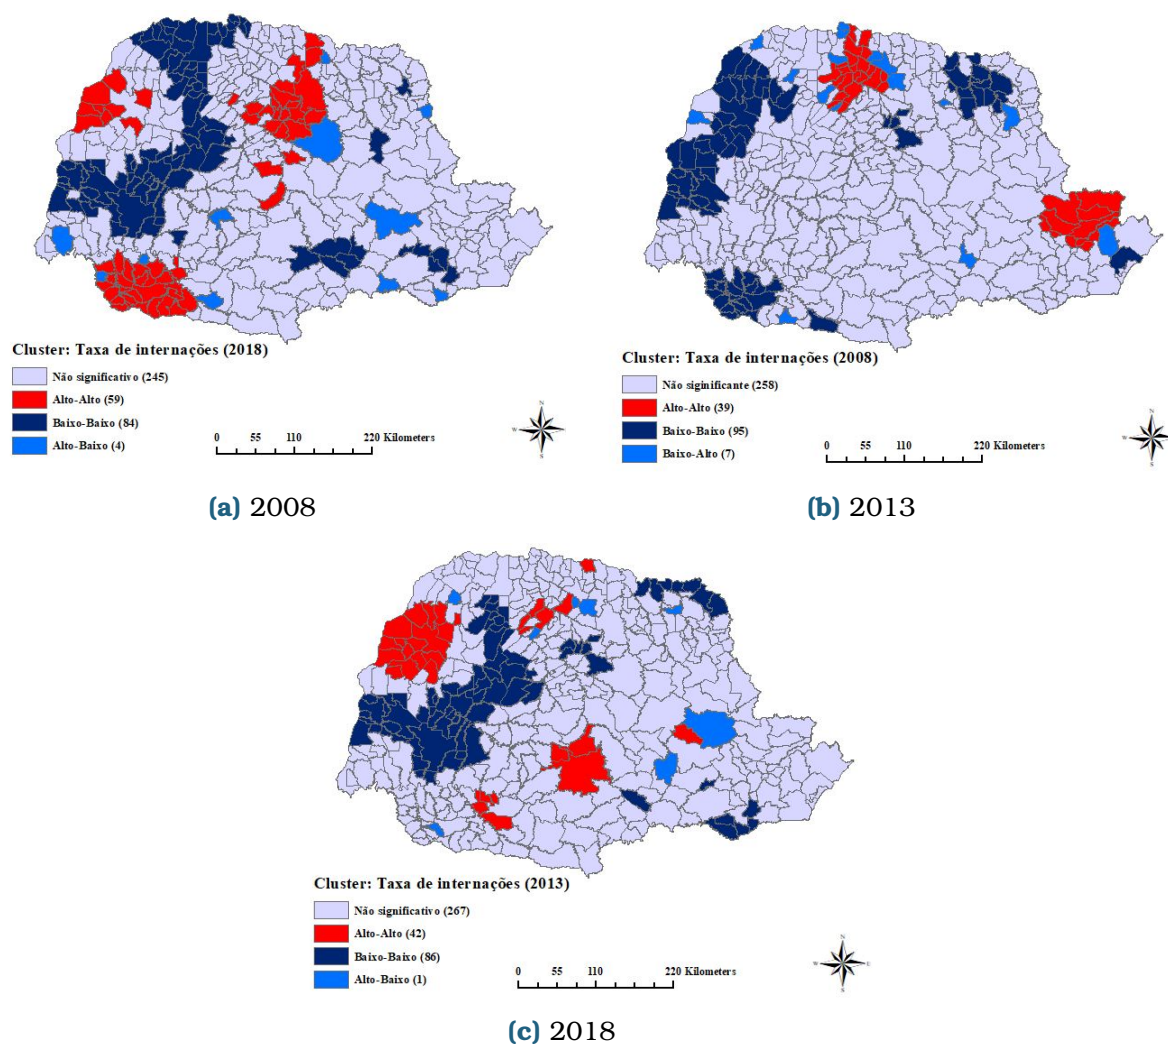 Cluster: Taxa de internações (2018)
Não significativo (245)
Alto-Alto (59)
Baixo-Baixo (84)
Alto-Baixo (4)
0 55 110 220 Kilometers
N
W E
S
(a) 2008
Cluster: Taxa de internações (2008)
Não siginificante (258)
Alto-Alto (39)
Baixo-Baixo (95)
Baixo-Alto (7)
0 55 110 220 Kilometers
N
W E
S
(b) 2013
Cluster: Taxa de internações (2013)
Não significativo (267)
Alto-Alto (42)
Baixo-Baixo (86)
Alto-Baixo (1)
0 55 110 220 Kilometers
N
W E
S
(c) 2018